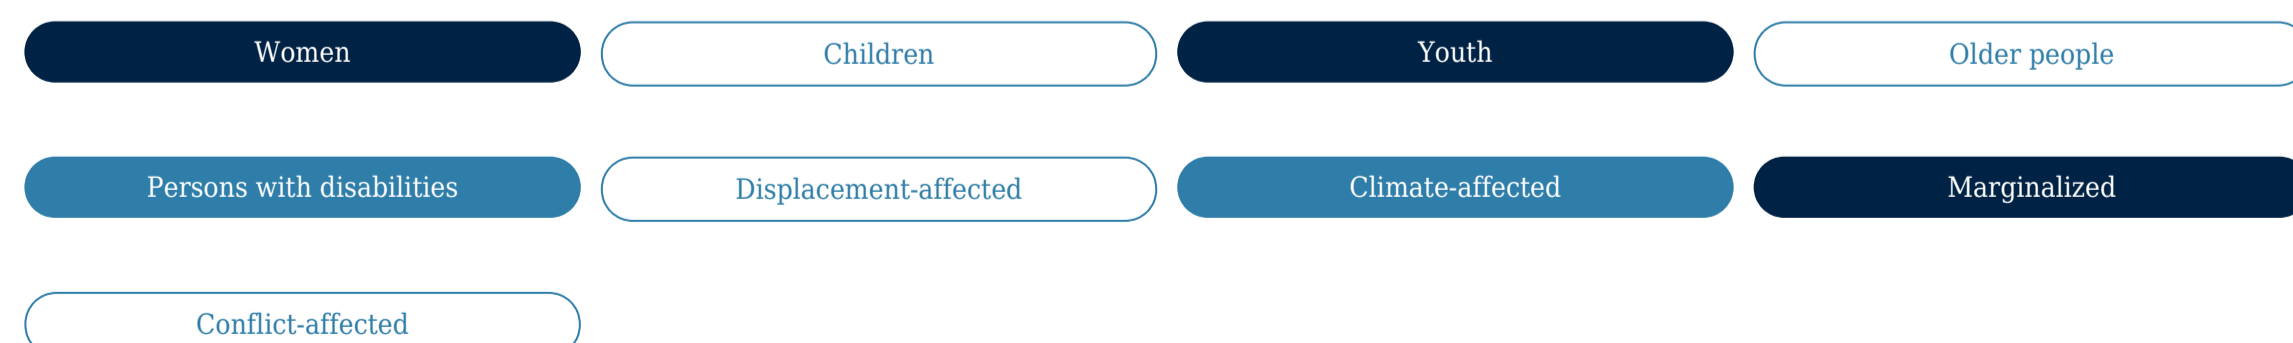 Women
Children
Youth
Older people
Persons with disabilities
Displacement-affected
Climate-affected
Marginalized
Conflict-affected